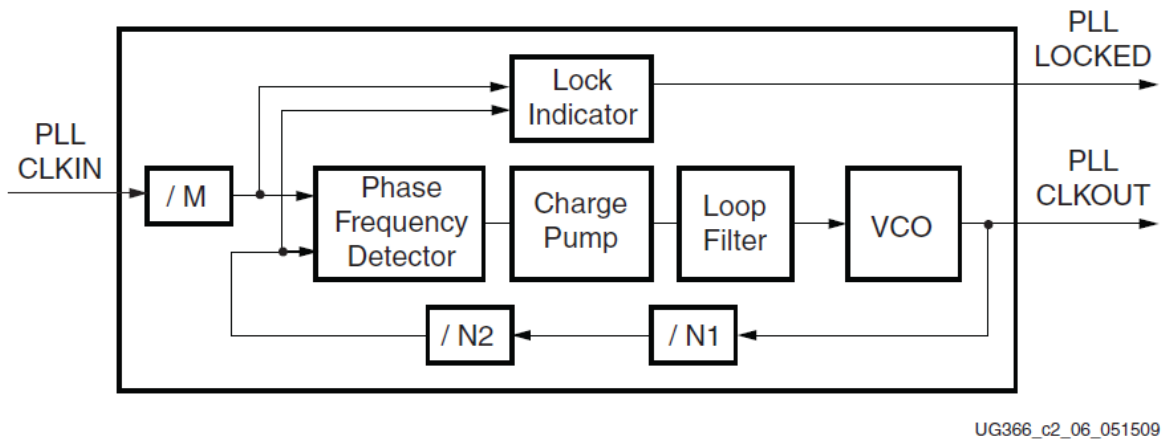 PLL
LOCKED
Lock
Indicator
PLL
CLKIN
PLL
CLKOUT
/ M
Phase
Frequency
Detector
Charge
Pump
Loop
Filter
VCO
/ N2
/ N1
UG366_c2_06_051509